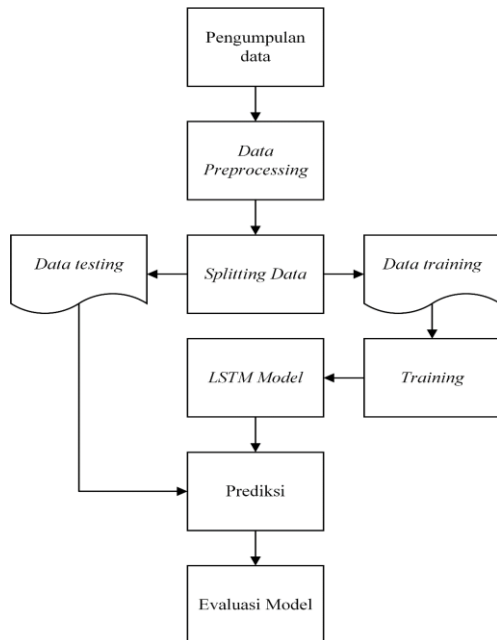 Pengumpulan
data
Data
Preprocessing
Data testing
Splitting Data
Data training
LSTM Model
Training
Prediksi
Evaluasi Model